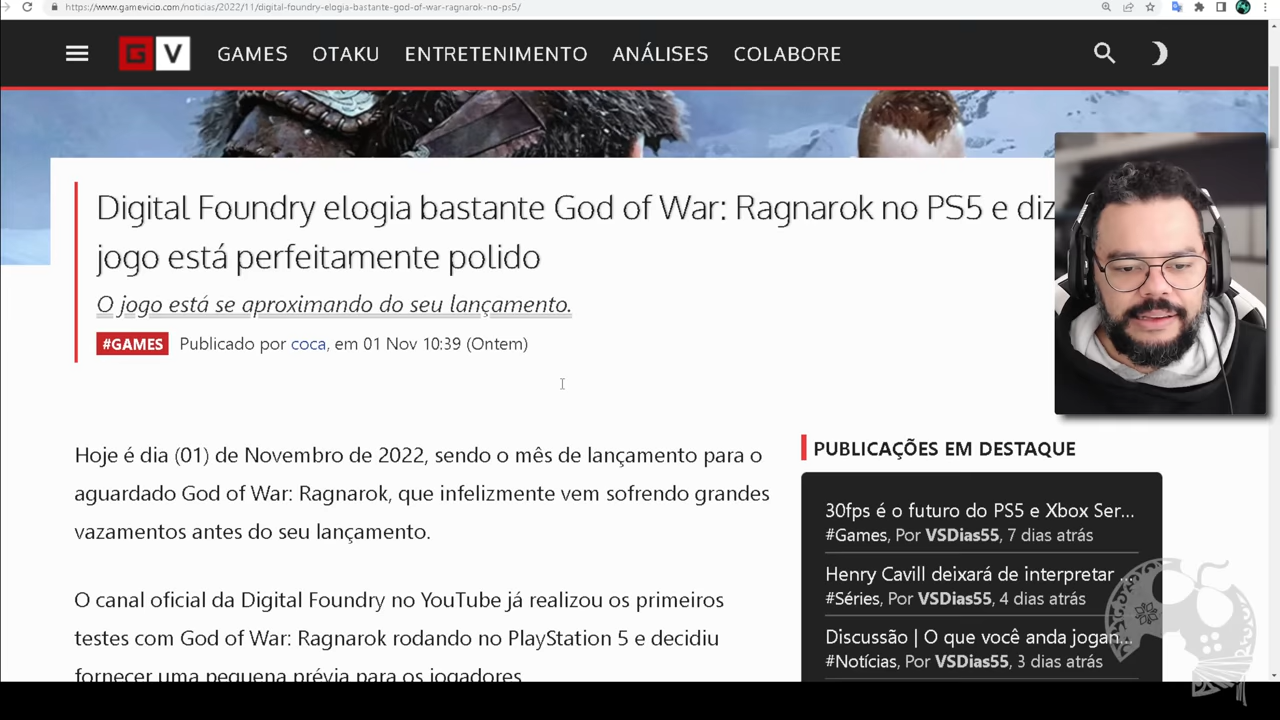 https://www.gamevicio.com/noticias/2022/11/digital-foundry-elogia-bastante-god-of-war-ragnarok-no-ps5/
G V GAMES OTAKU ENTRETENIMENTO ANÁLISES COLABORE
Digital Foundry elogia bastante God of War: Ragnarok no PS5 e diz
jogo está perfeitamente polido
O jogo está se aproximando do seu lançamento.
#GAMES Publicado por coca, em 01 Nov 10:39 (Ontem)
Hoje é dia (01) de Novembro de 2022, sendo o mês de lançamento para o
aguardado God of War: Ragnarok, que infelizmente vem sofrendo grandes
vazamentos antes do seu lançamento.
O canal oficial da Digital Foundry no YouTube já realizou os primeiros
testes com God of War: Ragnarok rodando no PlayStation 5 e decidiu
fornecer uma pequena prévia para os jogadores
PUBLICAÇÕES EM DESTAQUE
30fps é o futuro do PS5 e Xbox Ser...
#Games, Por VSDias55, 7 dias atrás
Henry Cavill deixará de interpretar ...
#Séries, Por VSDias55, 4 dias atrás
Discussão | O que você anda jogan...
#Notícias, Por VSDias55, 3 dias atrás